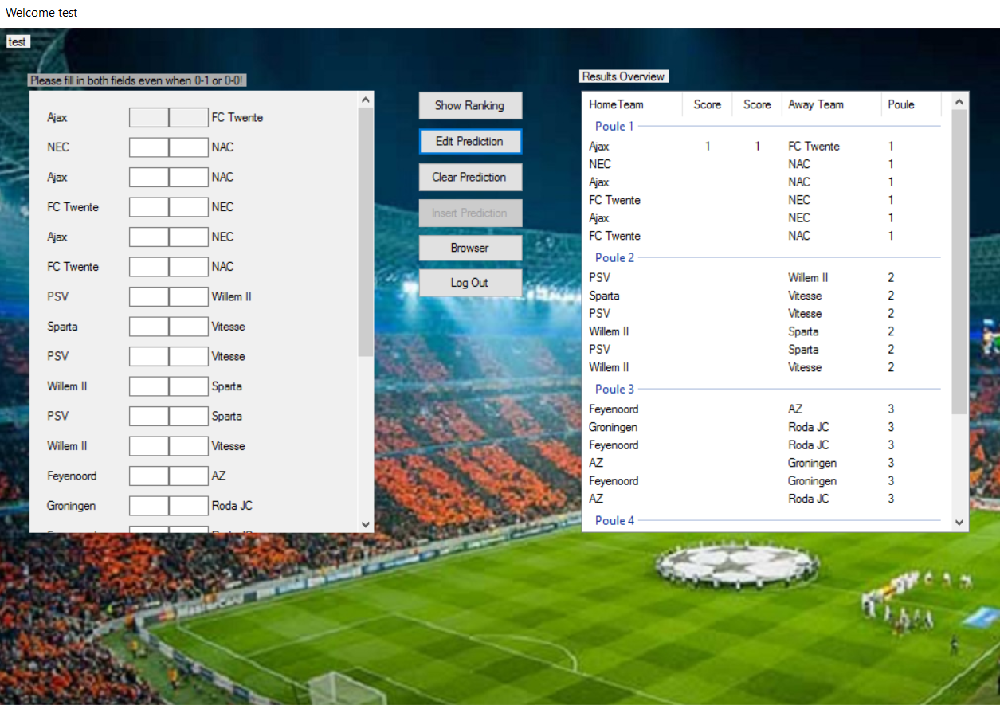 Welcome test
test
Please fill in both fields even when 0-1 or 0-0!
Ajax FC Twente
NEC NAC
Ajax NAC
FC Twente NEC
Ajax NEC
FC Twente NAC
PSV Willem II
Sparta Vitesse
PSV Vitesse
Willem II Sparta
PSV Sparta
Willem II Vitesse
Feyenoord AZ
Groningen Roda JC
Show Ranking
Edit Prediction
Clear Prediction
Insert Prediction
Browser
Log Out
Results Overview
HomeTeam Score Score Away Team Poule
Poule 1
Ajax 1 1 FC Twente 1
NEC NAC 1
Ajax NAC 1
FC Twente NEC 1
Ajax NEC 1
FC Twente NAC 1
Poule 2
PSV Willem II 2
Sparta Vitesse 2
PSV Vitesse 2
Willem II Sparta 2
PSV Sparta 2
Willem II Vitesse 2
Poule 3
Feyenoord AZ 3
Groningen Roda JC 3
Feyenoord Roda JC 3
AZ Groningen 3
Feyenoord Groningen 3
AZ Roda JC 3
Poule 4